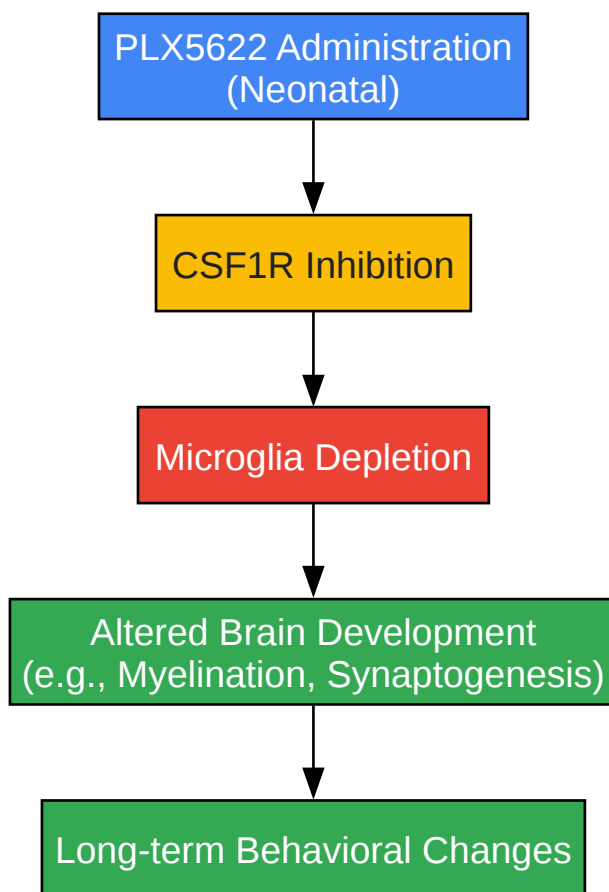 PLX5622 Administration
(Neonatal)
CSF1R Inhibition
Microglia Depletion
Altered Brain Development
(e.g., Myelination, Synaptogenesis)
Long-term Behavioral Changes